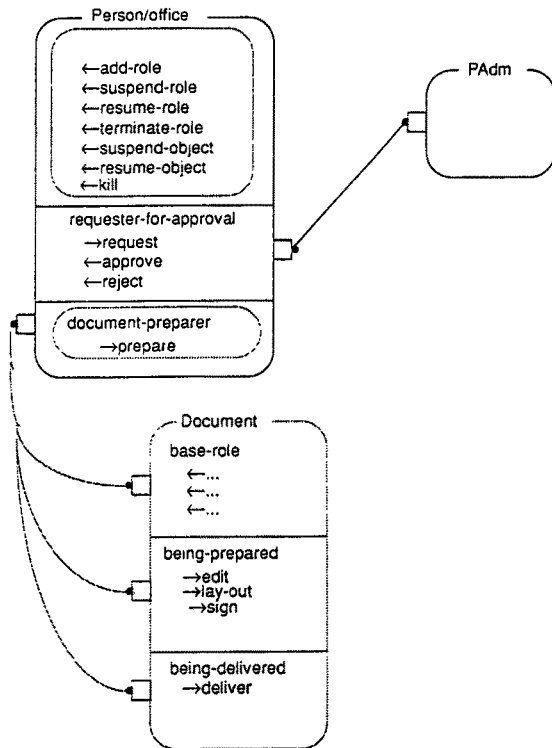 Person/office
←add-role
←suspend-role
←resume-role
←terminate-role
←suspend-object
←resume-object
←kill
requester-for-approval
→request
←approve
←reject
document-preparer
→prepare
PAdm
Document
base-role
←...
←...
←...
being-prepared
→edit
→lay-out
→sign
being-delivered
→deliver